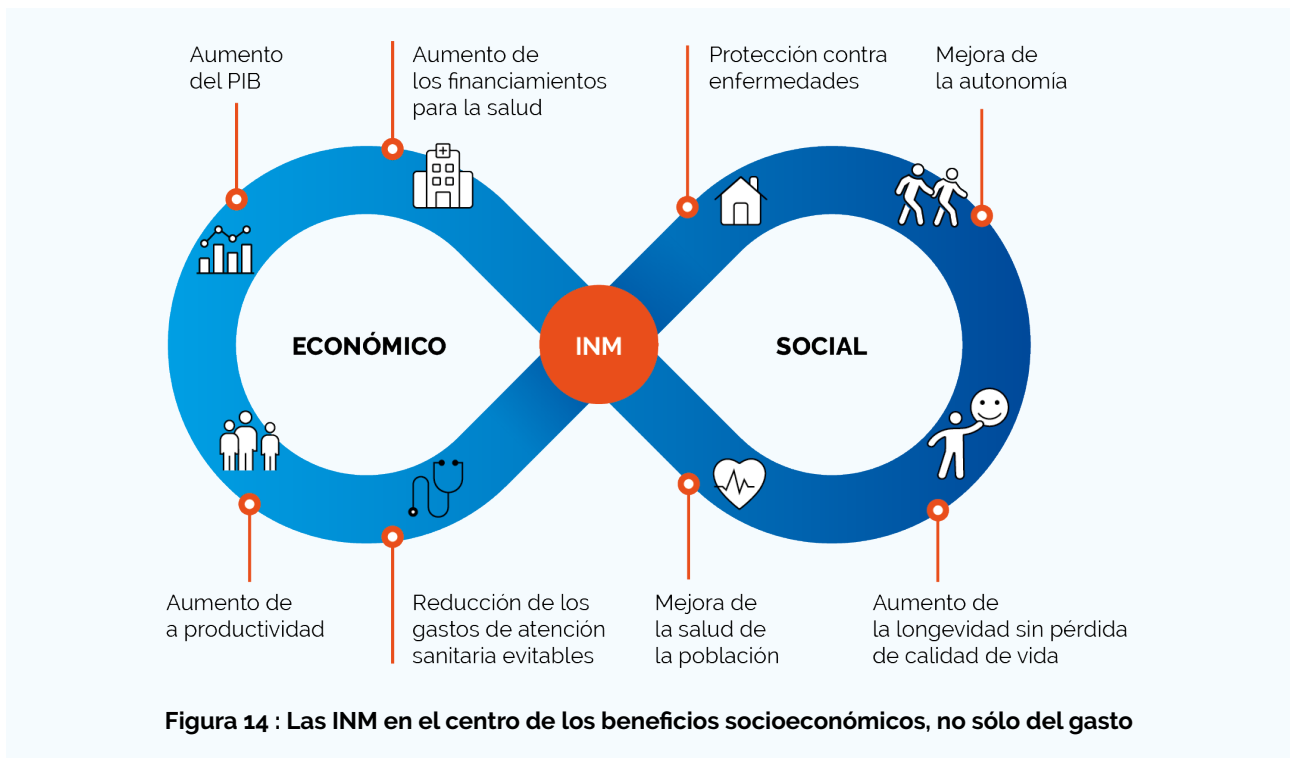 Aumento
del PIB
Aumento de
los financiamientos
para la salud
Protección contra
enfermedades
Mejora de
la autonomía
ECONÓMICO
INM
SOCIAL
Aumento de
a productividad
Reducción de los
gastos de atención
sanitaria evitables
Mejora de
la salud de
la población
Aumento de
la longevidad sin pérdida
de calidad de vida
Figura 14 : Las INM en el centro de los beneficios socioeconómicos, no sólo del gasto